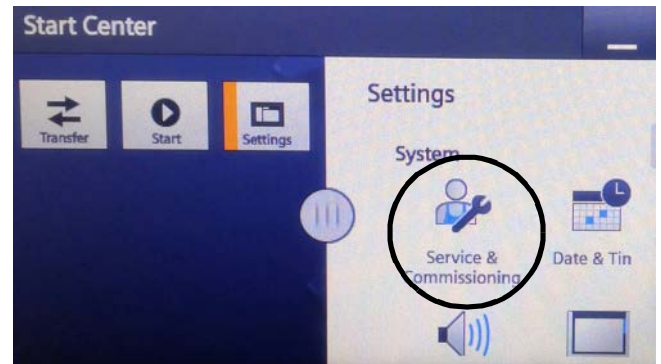 Start Center
Transfer
Start
Settings
Settings
System
Service &
Commissioning
Date & Tin